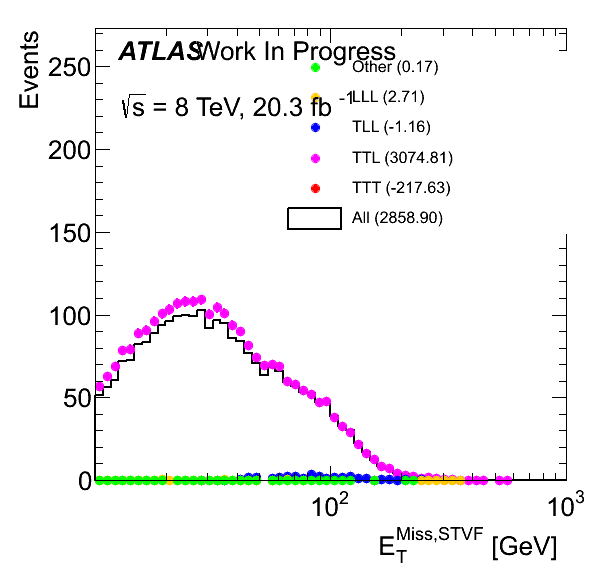 ATLAS Work In Progress
√s = 8 TeV, 20.3 fb -1
Other (0.17)
LLL (2.71)
TLL (-1.16)
TTL (3074.81)
TTT (-217.63)
All (2858.90)
Events
250
200
150
100
50
0
10²
10³
E_T^Miss,STVF [GeV]